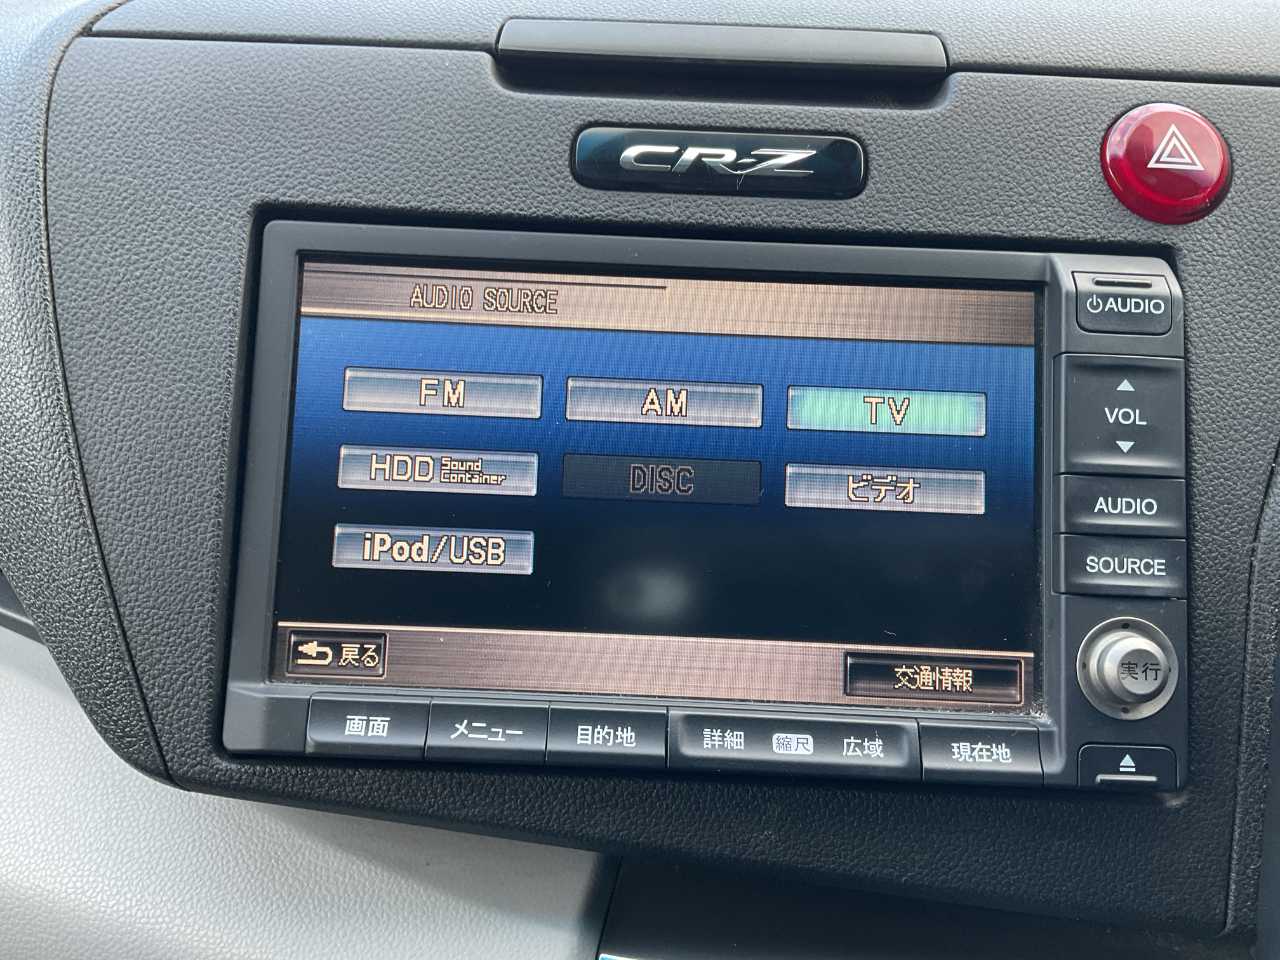 CR-Z
AUDIO SOURCE
FM
AM
TV
HDD Sound Container
DISC
ビデオ
iPod/USB
戻る
交通情報
AUDIO
VOL
AUDIO
SOURCE
実行
画面
メニュー
目的地
詳細
縮尺
広域
現在地